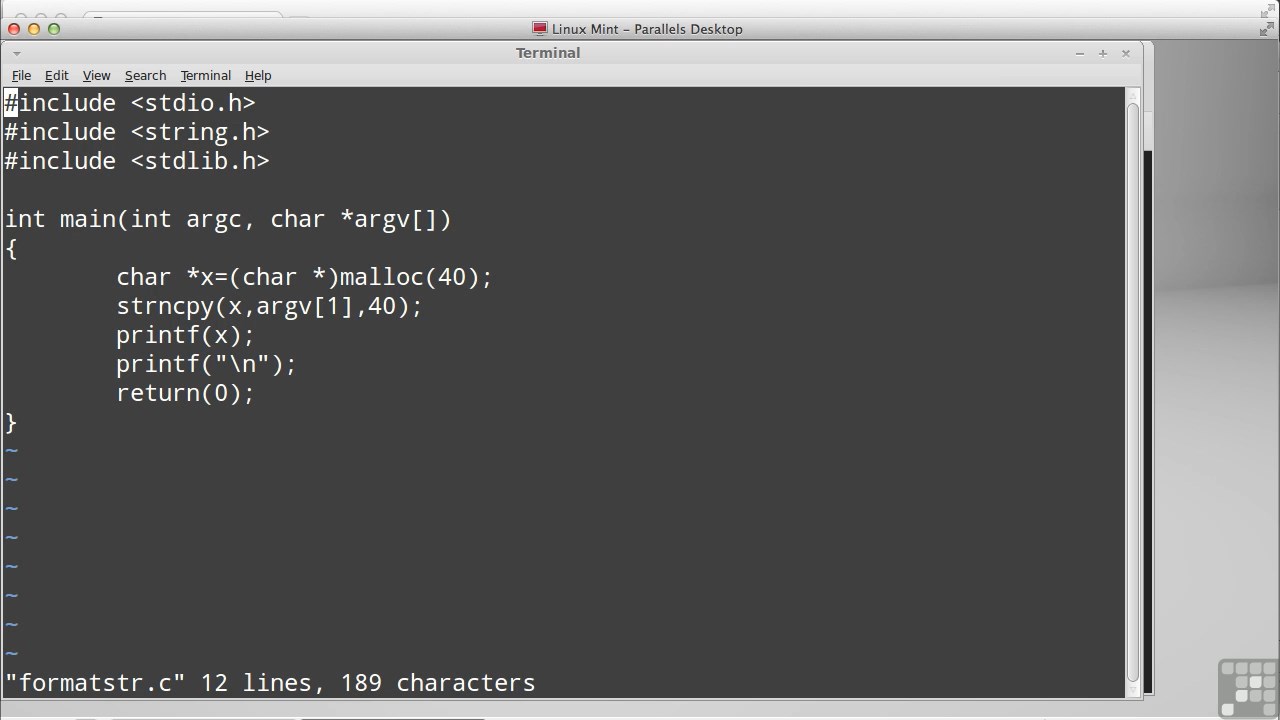 Linux Mint - Parallels Desktop
Terminal
File Edit View Search Terminal Help
#include <stdio.h>
#include <string.h>
#include <stdlib.h>
int main(int argc, char *argv[])
{
char *x=(char *)malloc(40);
strncpy(x,argv[1],40);
printf(x);
printf("\n");
return(0);
}
~
~
~
~
~
~
~
~
"formatstr.c" 12 lines, 189 characters